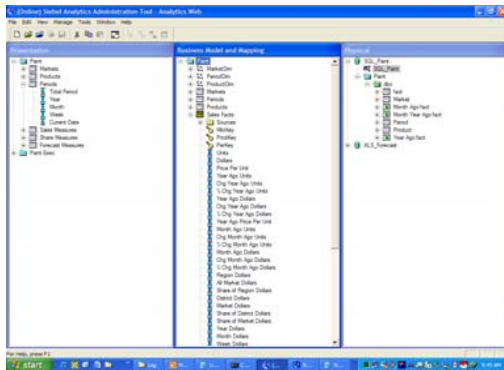 (Online) Siebel Analytics Administration Tool - Analytics Web
File Edit View Manage Tools Window Help
Presentation
Paint
Markets
Products
Periods
Total Period
Year
Month
Week
Current Date
Sales Measures
Share Measures
Forecast Measures
Paint Exec
Business Model and Mapping
Paint
MarketDim
PeriodDim
ProductDim
Markets
Periods
Products
Sales Facts
Sources
MktKey
ProdKey
PerKey
Units
Dollars
Price Per Unit
Year Ago Units
Chg Year Ago Units
% Chg Year Ago Units
Year Ago Dollars
Chg Year Ago Dollars
% Chg Year Ago Dollars
Year Ago Price Per Unit
Month Ago Units
Chg Month Ago Units
% Chg Month Ago Units
Month Ago Dollars
Chg Month Ago Dollars
% Chg Month Ago Dollars
Region Dollars
All Market Dollars
Share of Region Dollars
District Dollars
Market Dollars
Share of District Dollars
Share of Market Dollars
Year Dollars
Month Dollars
Week Dollars
Physical
SQL_Paint
SQL_Paint
Paint
dbo
fact
Market
Month Ago fact
Month Year Ago fact
Period
Product
Year Ago fact
XLS_Forecast
For Help, press F1
start